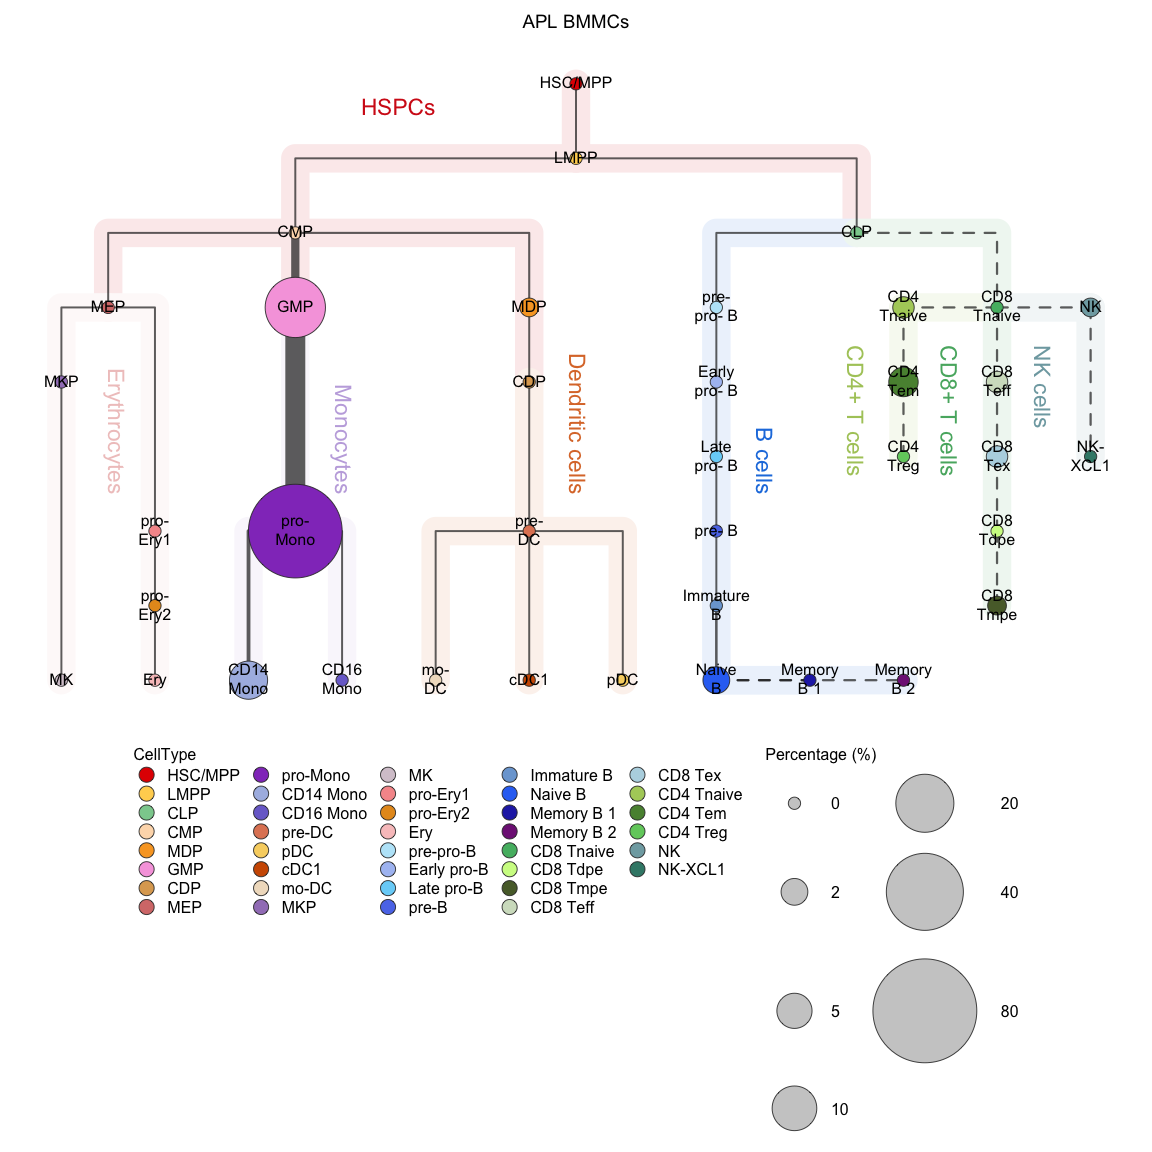 APL BMMCs
HSC/MPP
HSPCs
LMPP
CMP
CLP
MEP
GMP
MDP
pre-
pro- B
CD4
Tnaive
CD8
Tnaive
NK
MKP
CDP
Early
pro- B
CD4
Tem
CD8
Teff
Erythrocytes
Monocytes
Dendritic cells
B cells
CD4+ T cells
CD8+ T cells
NK cells
Late
pro- B
CD4
Treg
CD8
Tex
NK-
XCL1
pro-
Ery1
pro-
Mono
pre-
DC
pre- B
CD8
Tdpe
pro-
Ery2
Immature
B
CD8
Tmpe
MK
Ery
CD14
Mono
CD16
Mono
mo-
DC
cDC1
pDC
Naive
B
Memory
B 1
Memory
B 2
CellType
HSC/MPP
LMPP
CLP
CMP
MDP
GMP
CDP
MEP
pro-Mono
CD14 Mono
CD16 Mono
pre-DC
pDC
cDC1
mo-DC
MKP
MK
pro-Ery1
pro-Ery2
Ery
pre-pro-B
Early pro-B
Late pro-B
pre-B
Immature B
Naive B
Memory B 1
Memory B 2
CD8 Tnaive
CD8 Tdpe
CD8 Tmpe
CD8 Teff
CD8 Tex
CD4 Tnaive
CD4 Tem
CD4 Treg
NK
NK-XCL1
Percentage (%)
0
2
5
10
20
40
80